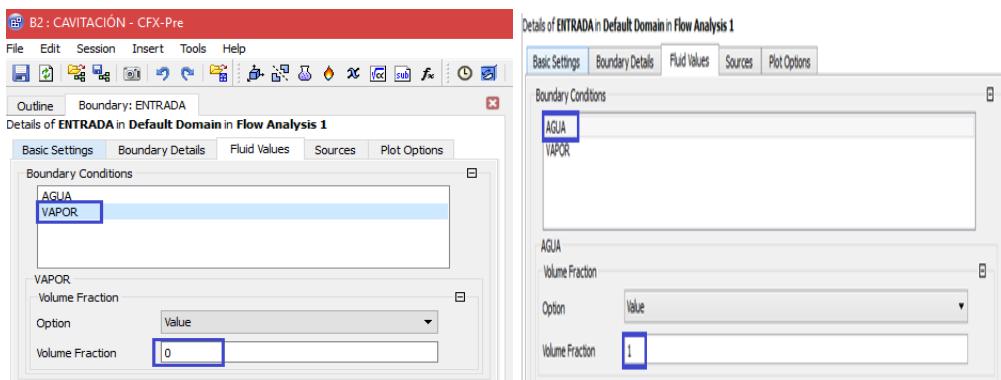 B2 : CAVITACIÓN - CFX-Pre
File Edit Session Insert Tools Help
Outline Boundary: ENTRADA
Details of ENTRADA in Default Domain in Flow Analysis 1
Basic Settings Boundary Details Fluid Values Sources Plot Options
Boundary Conditions
AGUA
VAPOR
VAPOR
Volume Fraction
Option Value
Volume Fraction 0
Details of ENTRADA in Default Domain in Flow Analysis 1
Basic Settings Boundary Details Fluid Values Sources Plot Options
Boundary Conditions
AGUA
VAPOR
AGUA
Volume Fraction
Option Value
Volume Fraction 1